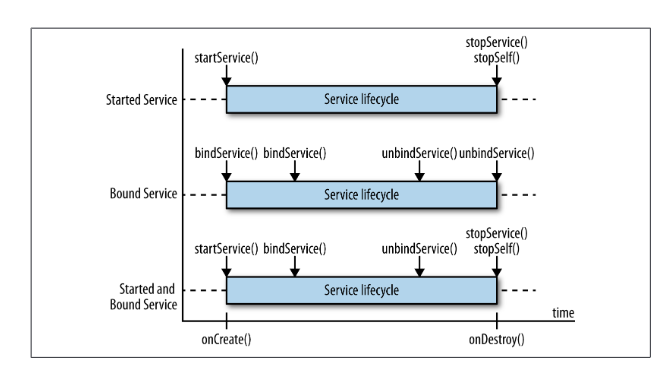 stopService()
startService() stopSelf()
Started Service Service lifecycle
bindService() bindService() unbindService() unbindService()
Bound Service Service lifecycle
stopService()
startService() bindService() unbindService() stopSelf()
Started and
Bound Service
Service lifecycle
time
onCreate() onDestroy()